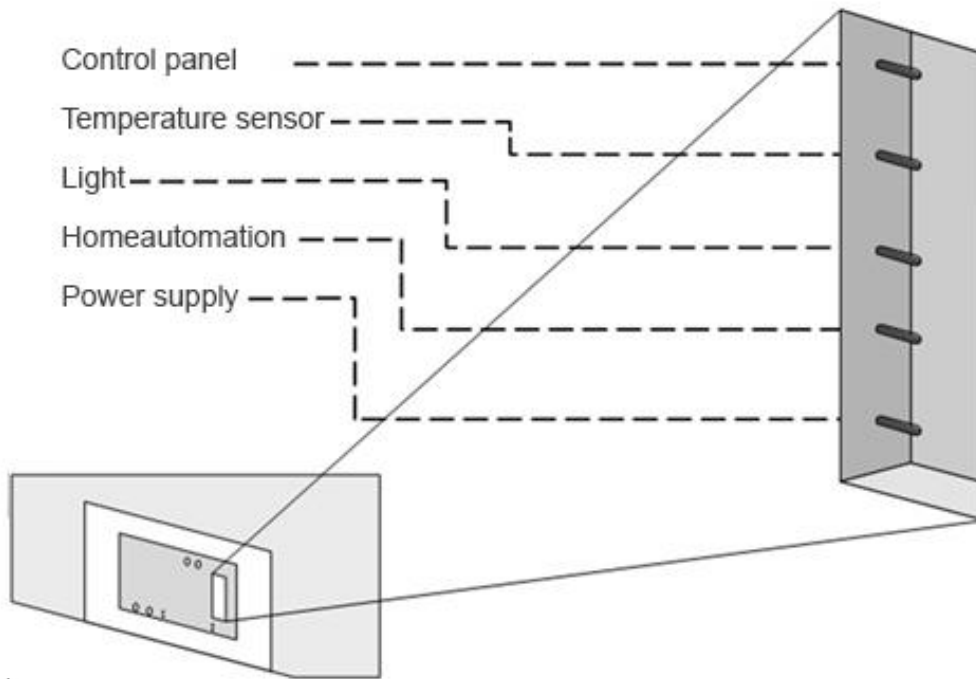 Control panel
Temperature sensor
Light
Homeautomation
Power supply